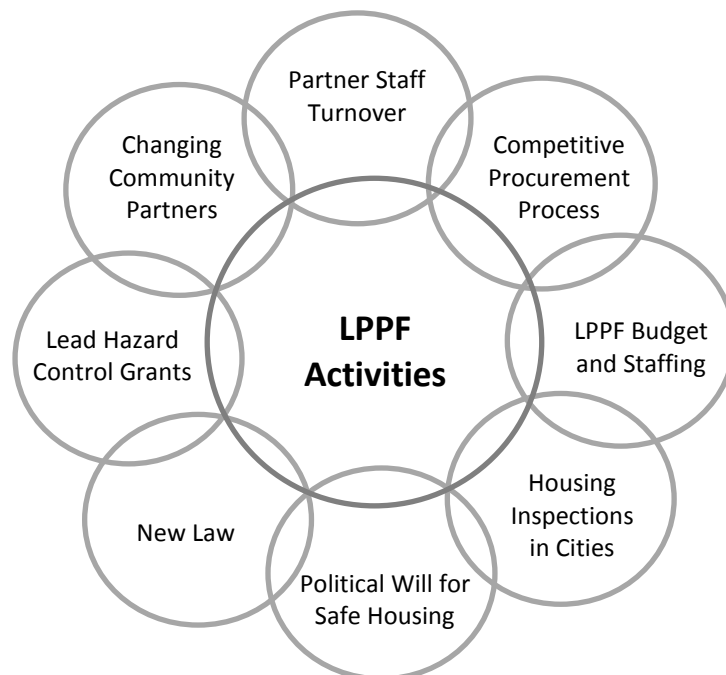 Partner Staff
Turnover
Competitive
Procurement
Process
LPPF Budget
and Staffing
Housing
Inspections
in Cities
Political Will for
Safe Housing
New Law
Lead Hazard
Control Grants
Changing
Community
Partners
LPPF
Activities